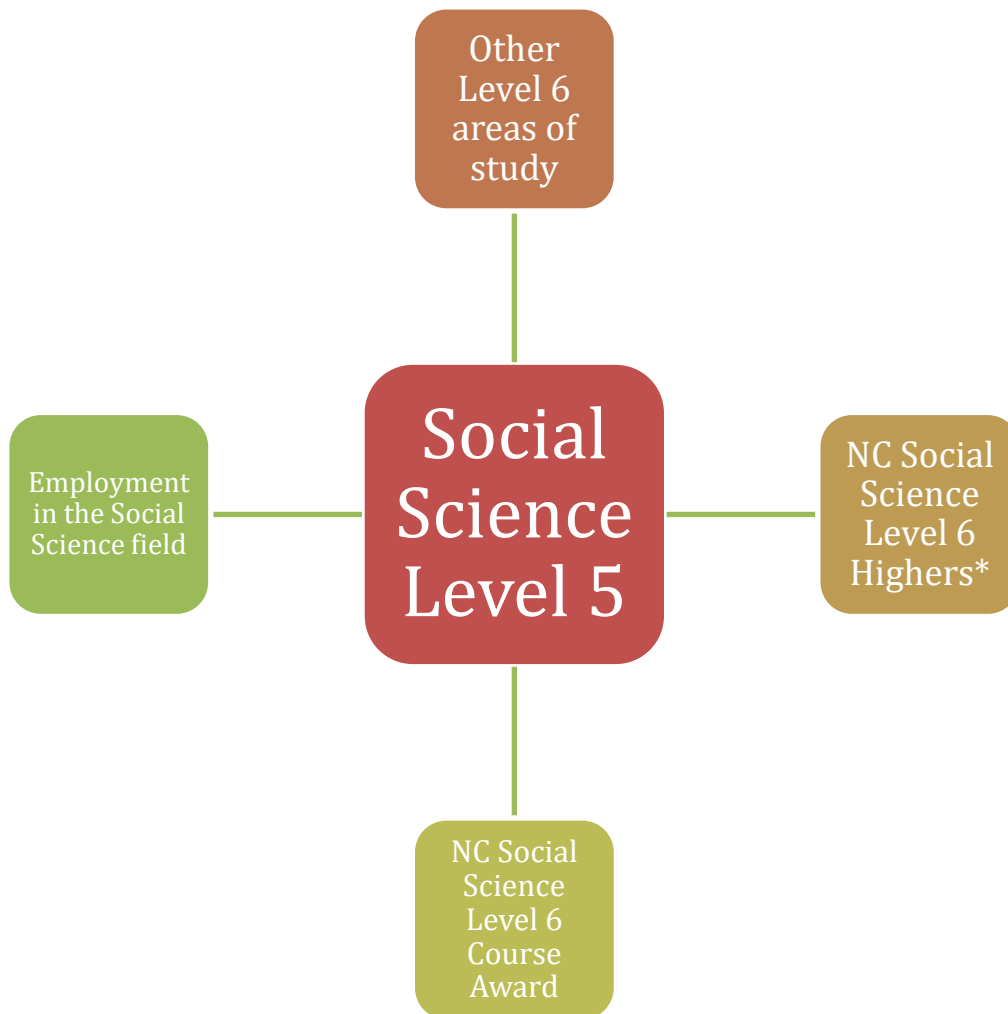 Other
Level 6
areas of
study
Employment
in the Social
Science field
Social
Science
Level 5
NC Social
Science
Level 6
Highers*
NC Social
Science
Level 6
Course
Award